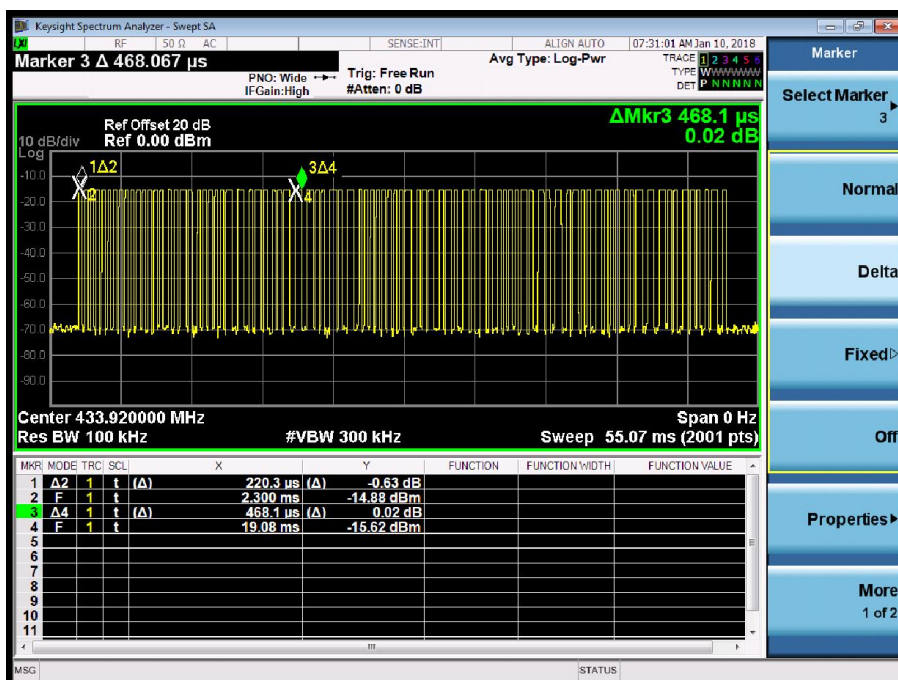 Keysight Spectrum Analyzer - Swept SA
LXI RF 50 Ω AC SENSE:INT ALIGN AUTO 07:31:01 AM Jan 10, 2018
Marker 3 Δ 468.067 µs
PNO: Wide
IFGain:High
Trig: Free Run
#Atten: 0 dB
Avg Type: Log-Pwr
TRACE 1 2 3 4 5 6
TYPE W W W W W W
DET P N N N N N
10 dB/div
Log
Ref Offset 20 dB
Ref 0.00 dBm
ΔMkr3 468.1 µs
0.02 dB
1Δ2
3Δ4
2
4
-10.0
-20.0
-30.0
-40.0
-50.0
-60.0
-70.0
-80.0
-90.0
Center 433.920000 MHz
Span 0 Hz
Res BW 100 kHz
#VBW 300 kHz
Sweep 55.07 ms (2001 pts)
MKR MODE TRC SCL X Y FUNCTION FUNCTION WIDTH FUNCTION VALUE
1 Δ2 1 t (Δ) 220.3 µs (Δ) -0.63 dB
2 F 1 t 2.300 ms -14.88 dBm
3 Δ4 1 t (Δ) 468.1 µs (Δ) 0.02 dB
4 F 1 t 19.08 ms -15.62 dBm
5
6
7
8
9
10
11
MSG
STATUS
Marker
Select Marker
3
Normal
Delta
Fixed
Off
Properties
More
1 of 2